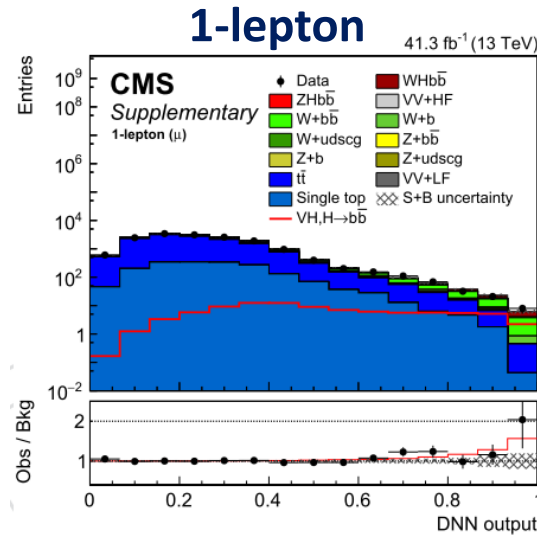 1-lepton
41.3 fb⁻¹ (13 TeV)
Entries
CMS
Supplementary
1-lepton (μ)
Data
WHbb̅
ZHbb̅
VV+HF
W+bb̅
W+b
W+udscg
Z+bb̅
Z+b
Z+udscg
tt̅
VV+LF
Single top
S+B uncertainty
VH,H→bb̅
10⁹
10⁸
10⁶
10⁴
10²
1
10⁻²
Obs / Bkg
2
1
0 0.2 0.4 0.6 0.8 1
DNN output